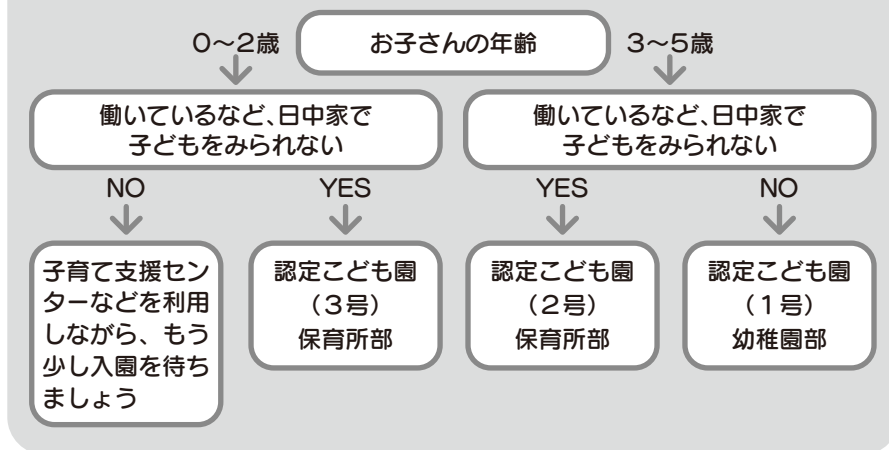 0～2歳
お子さんの年齢
3～5歳
働いているなど、日中家で
子どもをみられない
働いているなど、日中家で
子どもをみられない
NO
YES
YES
NO
子育て支援セン
ターなどを利用
しながら、もう
少し入園を待ち
ましょう
認定こども園
（3号）
保育所部
認定こども園
（2号）
保育所部
認定こども園
（1号）
幼稚園部